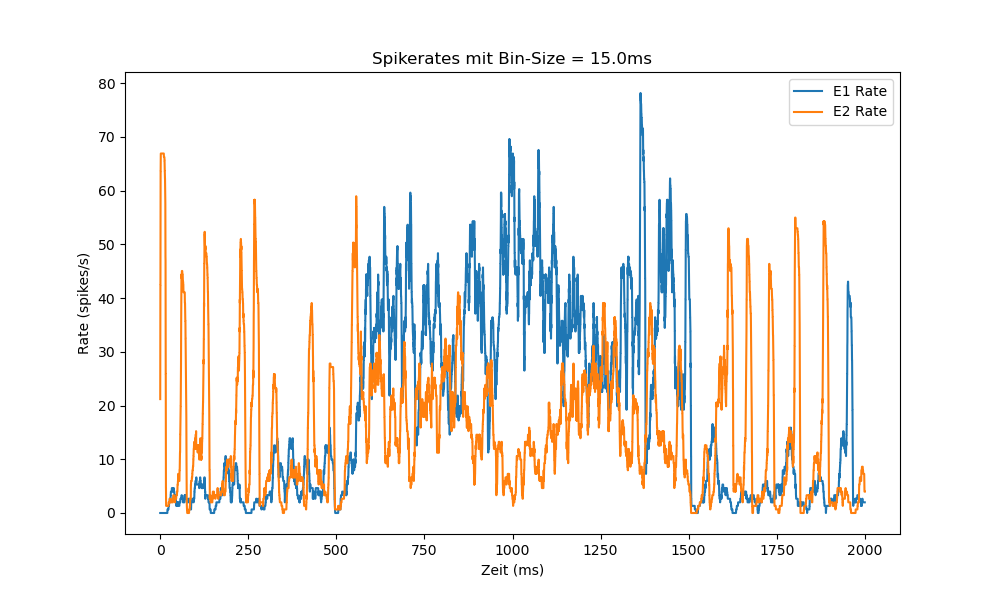 Spikerates mit Bin-Size = 15.0ms
E1 Rate
E2 Rate
80
70
60
50
40
30
20
10
0
Rate (spikes/s)
0 250 500 750 1000 1250 1500 1750 2000
Zeit (ms)